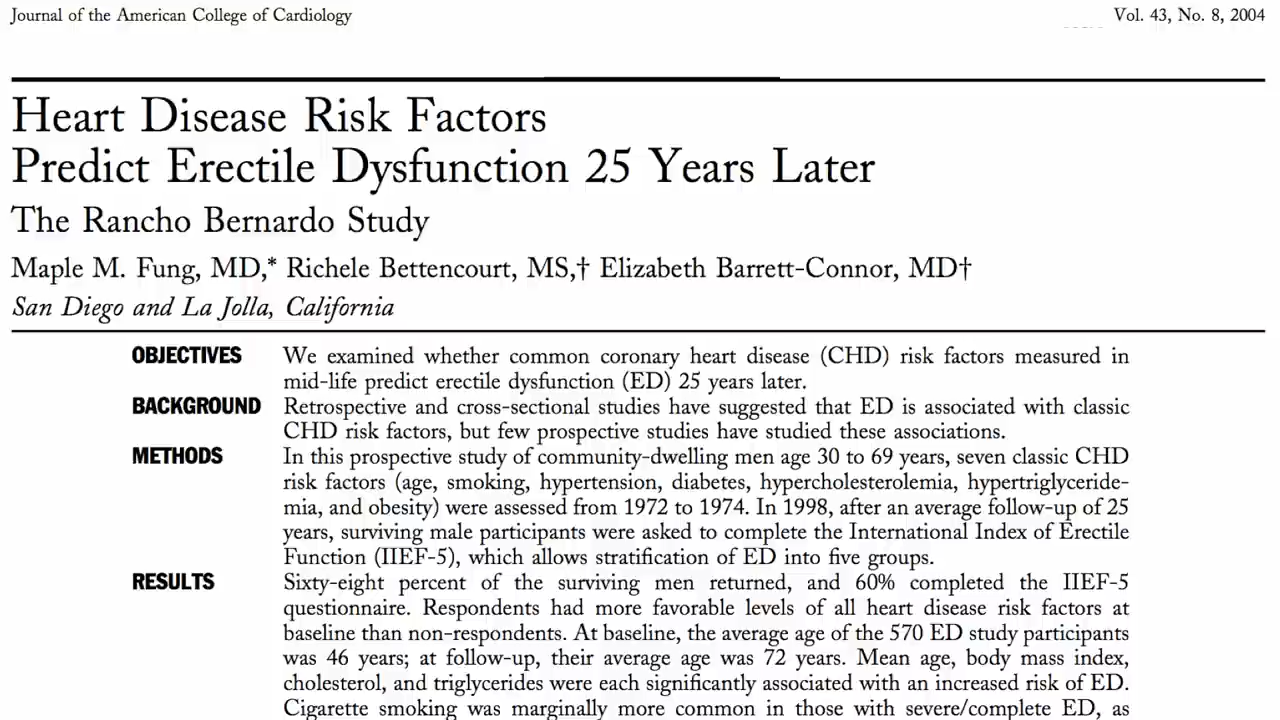 Journal of the American College of Cardiology
Vol. 43, No. 8, 2004
Heart Disease Risk Factors
Predict Erectile Dysfunction 25 Years Later
The Rancho Bernardo Study
Maple M. Fung, MD,* Richele Bettencourt, MS,† Elizabeth Barrett-Connor, MD†
San Diego and La Jolla, California
OBJECTIVES We examined whether common coronary heart disease (CHD) risk factors measured in
mid-life predict erectile dysfunction (ED) 25 years later.
BACKGROUND Retrospective and cross-sectional studies have suggested that ED is associated with classic
CHD risk factors, but few prospective studies have studied these associations.
METHODS In this prospective study of community-dwelling men age 30 to 69 years, seven classic CHD
risk factors (age, smoking, hypertension, diabetes, hypercholesterolemia, hypertriglyceride-
mia, and obesity) were assessed from 1972 to 1974. In 1998, after an average follow-up of 25
years, surviving male participants were asked to complete the International Index of Erectile
Function (IIEF-5), which allows stratification of ED into five groups.
RESULTS Sixty-eight percent of the surviving men returned, and 60% completed the IIEF-5
questionnaire. Respondents had more favorable levels of all heart disease risk factors at
baseline than non-respondents. At baseline, the average age of the 570 ED study participants
was 46 years; at follow-up, their average age was 72 years. Mean age, body mass index,
cholesterol, and triglycerides were each significantly associated with an increased risk of ED.
Cigarette smoking was marginally more common in those with severe/complete ED, as